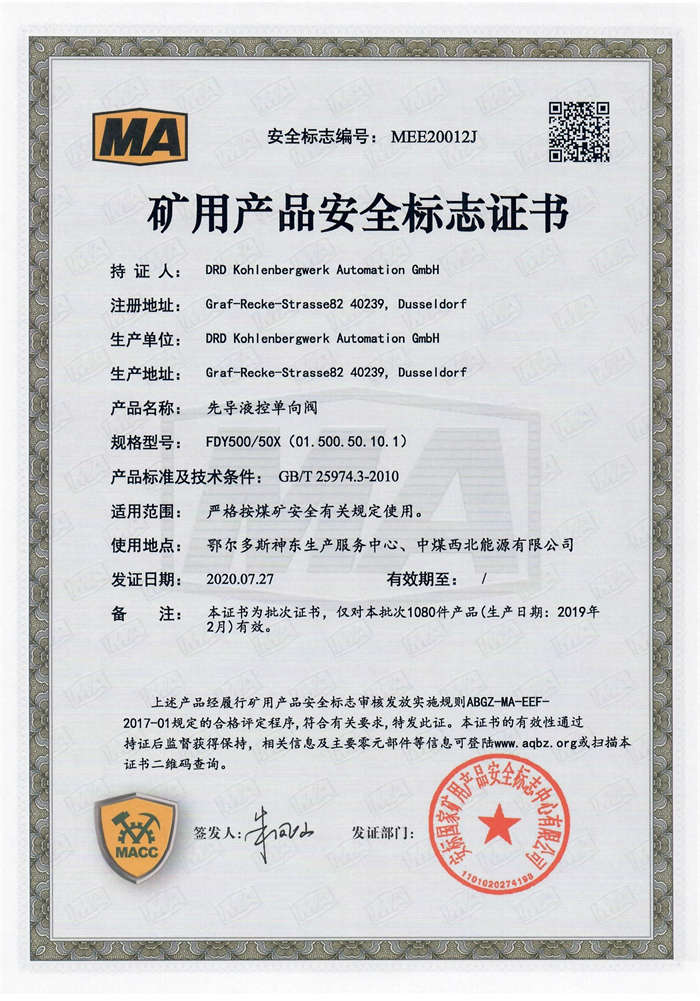 MA
安全标志编号： MEE20012J
矿用产品安全标志证书
持 证 人： DRD Kohlenbergwerk Automation GmbH
注册地址： Graf-Recke-Strasse82 40239, Dusseldorf
生产单位： DRD Kohlenbergwerk Automation GmbH
生产地址： Graf-Recke-Strasse82 40239, Dusseldorf
产品名称： 先导液控单向阀
规格型号： FDY500/50X（01.500.50.10.1）
产品标准及技术条件： GB/T 25974.3-2010
适用范围： 严格按煤矿安全有关规定使用。
使用地点： 鄂尔多斯神东生产服务中心、中煤西北能源有限公司
发证日期： 2020.07.27 有效期至： /
备 注： 本证书为批次证书，仅对本批次1080件产品(生产日期：2019年
2月)有效。
上述产品经履行矿用产品安全标志审核发放实施规则ABGZ-MA-EEF-
2017-01规定的合格评定程序,符合有关要求,特发此证。本证书的有效性通过
持证后监督获得保持，相关信息及主要零元部件等信息可登陆www.aqbz.org或扫描本
证书二维码查询。
MACC
签发人:
发证部门:
安标国家矿用产品安全标志中心有限公司
1101020274198